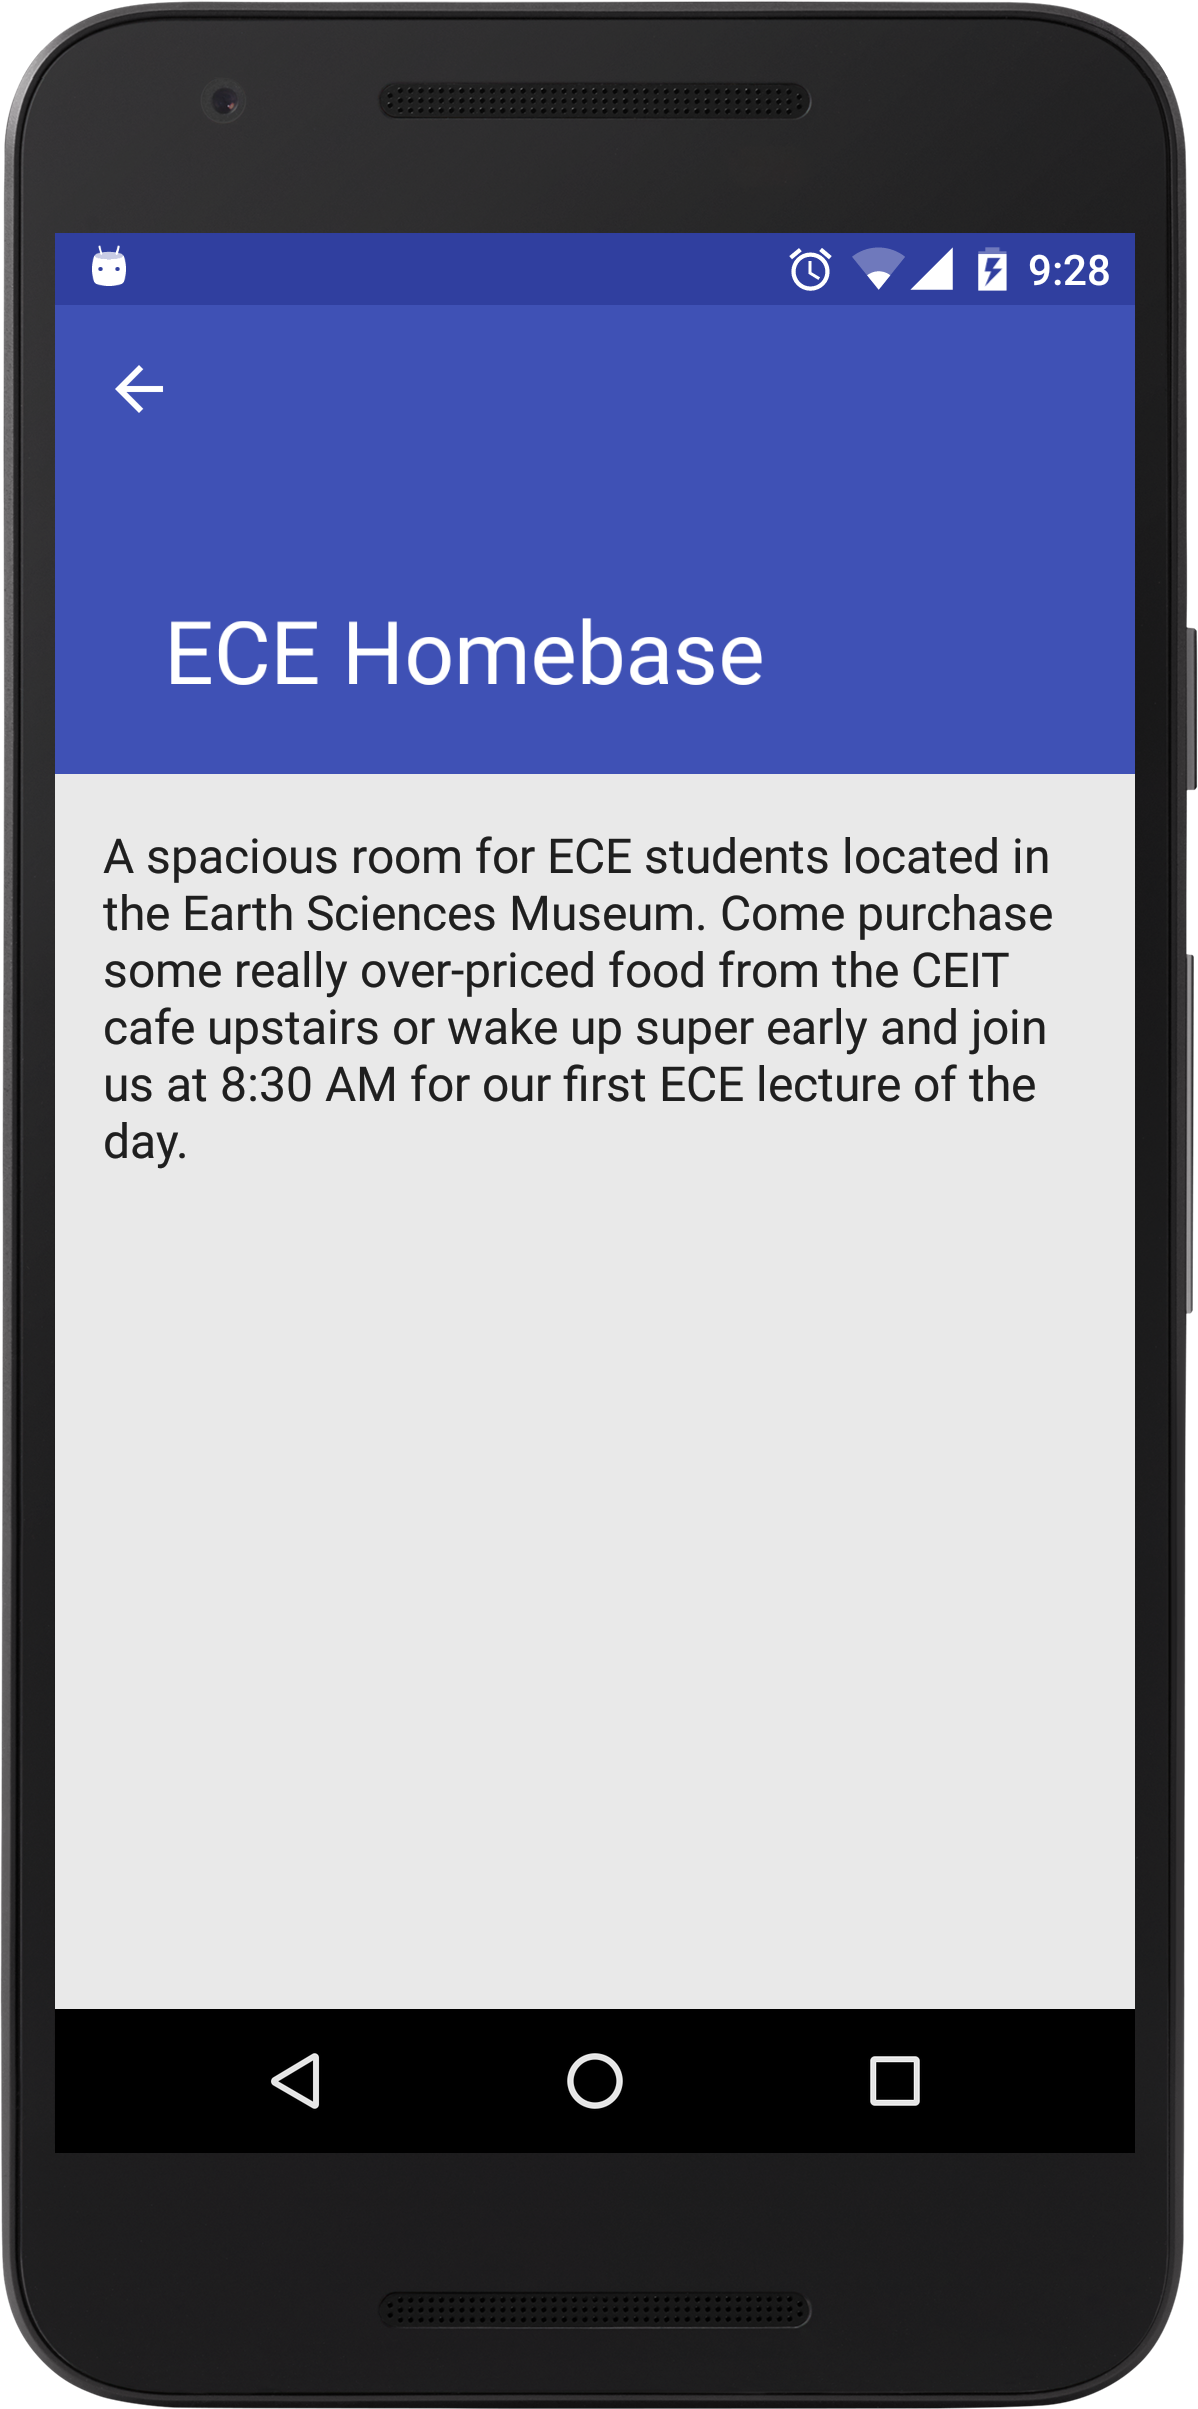 9:28
ECE Homebase
A spacious room for ECE students located in
the Earth Sciences Museum. Come purchase
some really over-priced food from the CEIT
cafe upstairs or wake up super early and join
us at 8:30 AM for our first ECE lecture of the
day.